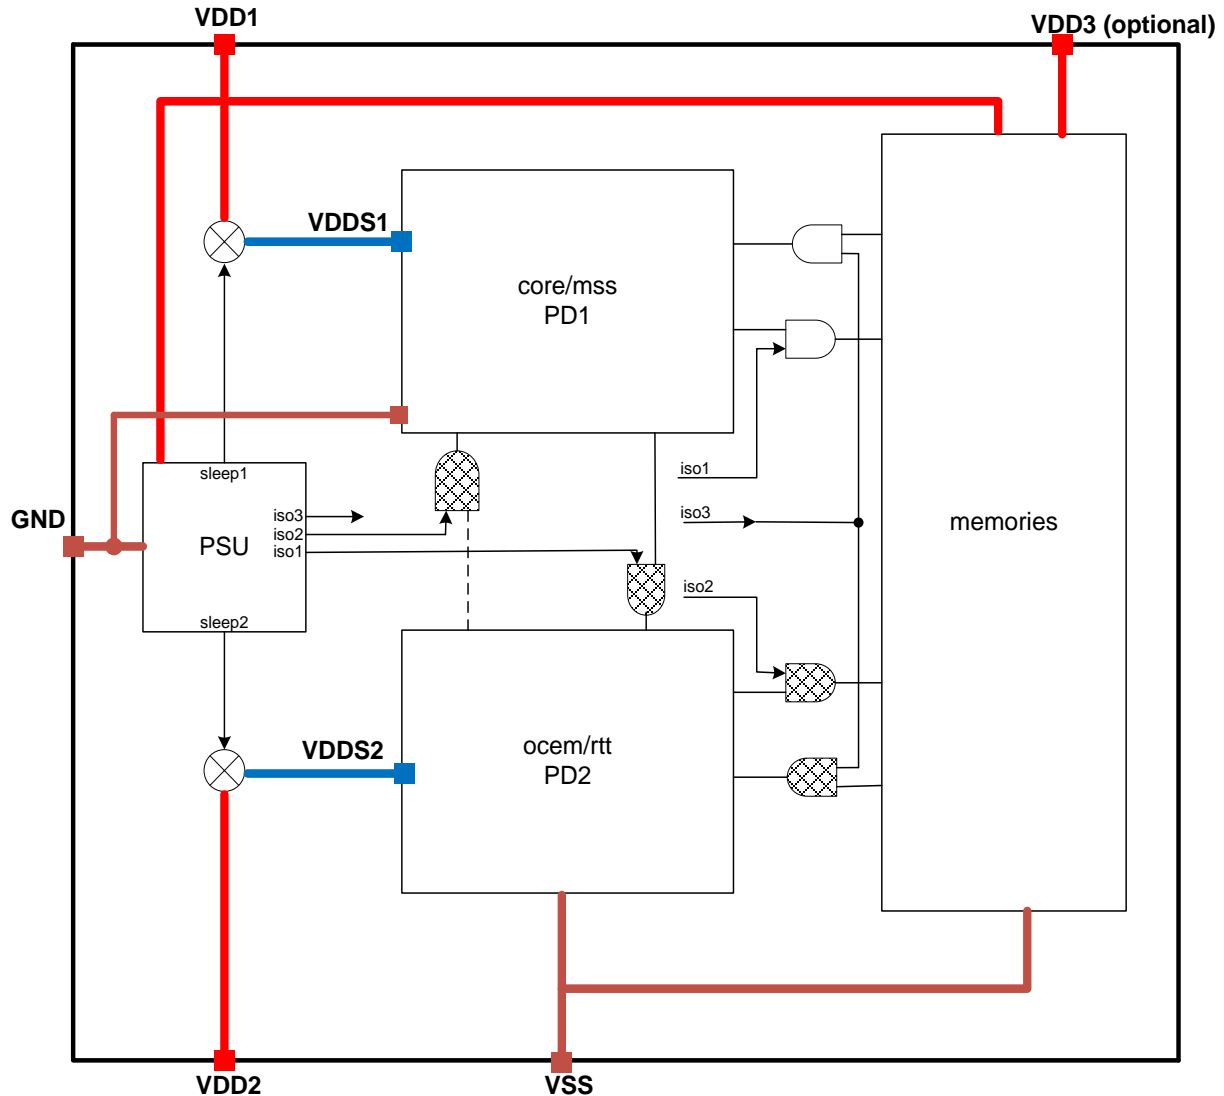 VDD1
VDD3 (optional)
VDDS1
core/mss
PD1
sleep1
iso1
GND
iso3
iso2
iso1
PSU
iso3
memories
iso2
sleep2
VDDS2
ocem/rtt
PD2
VDD2
VSS